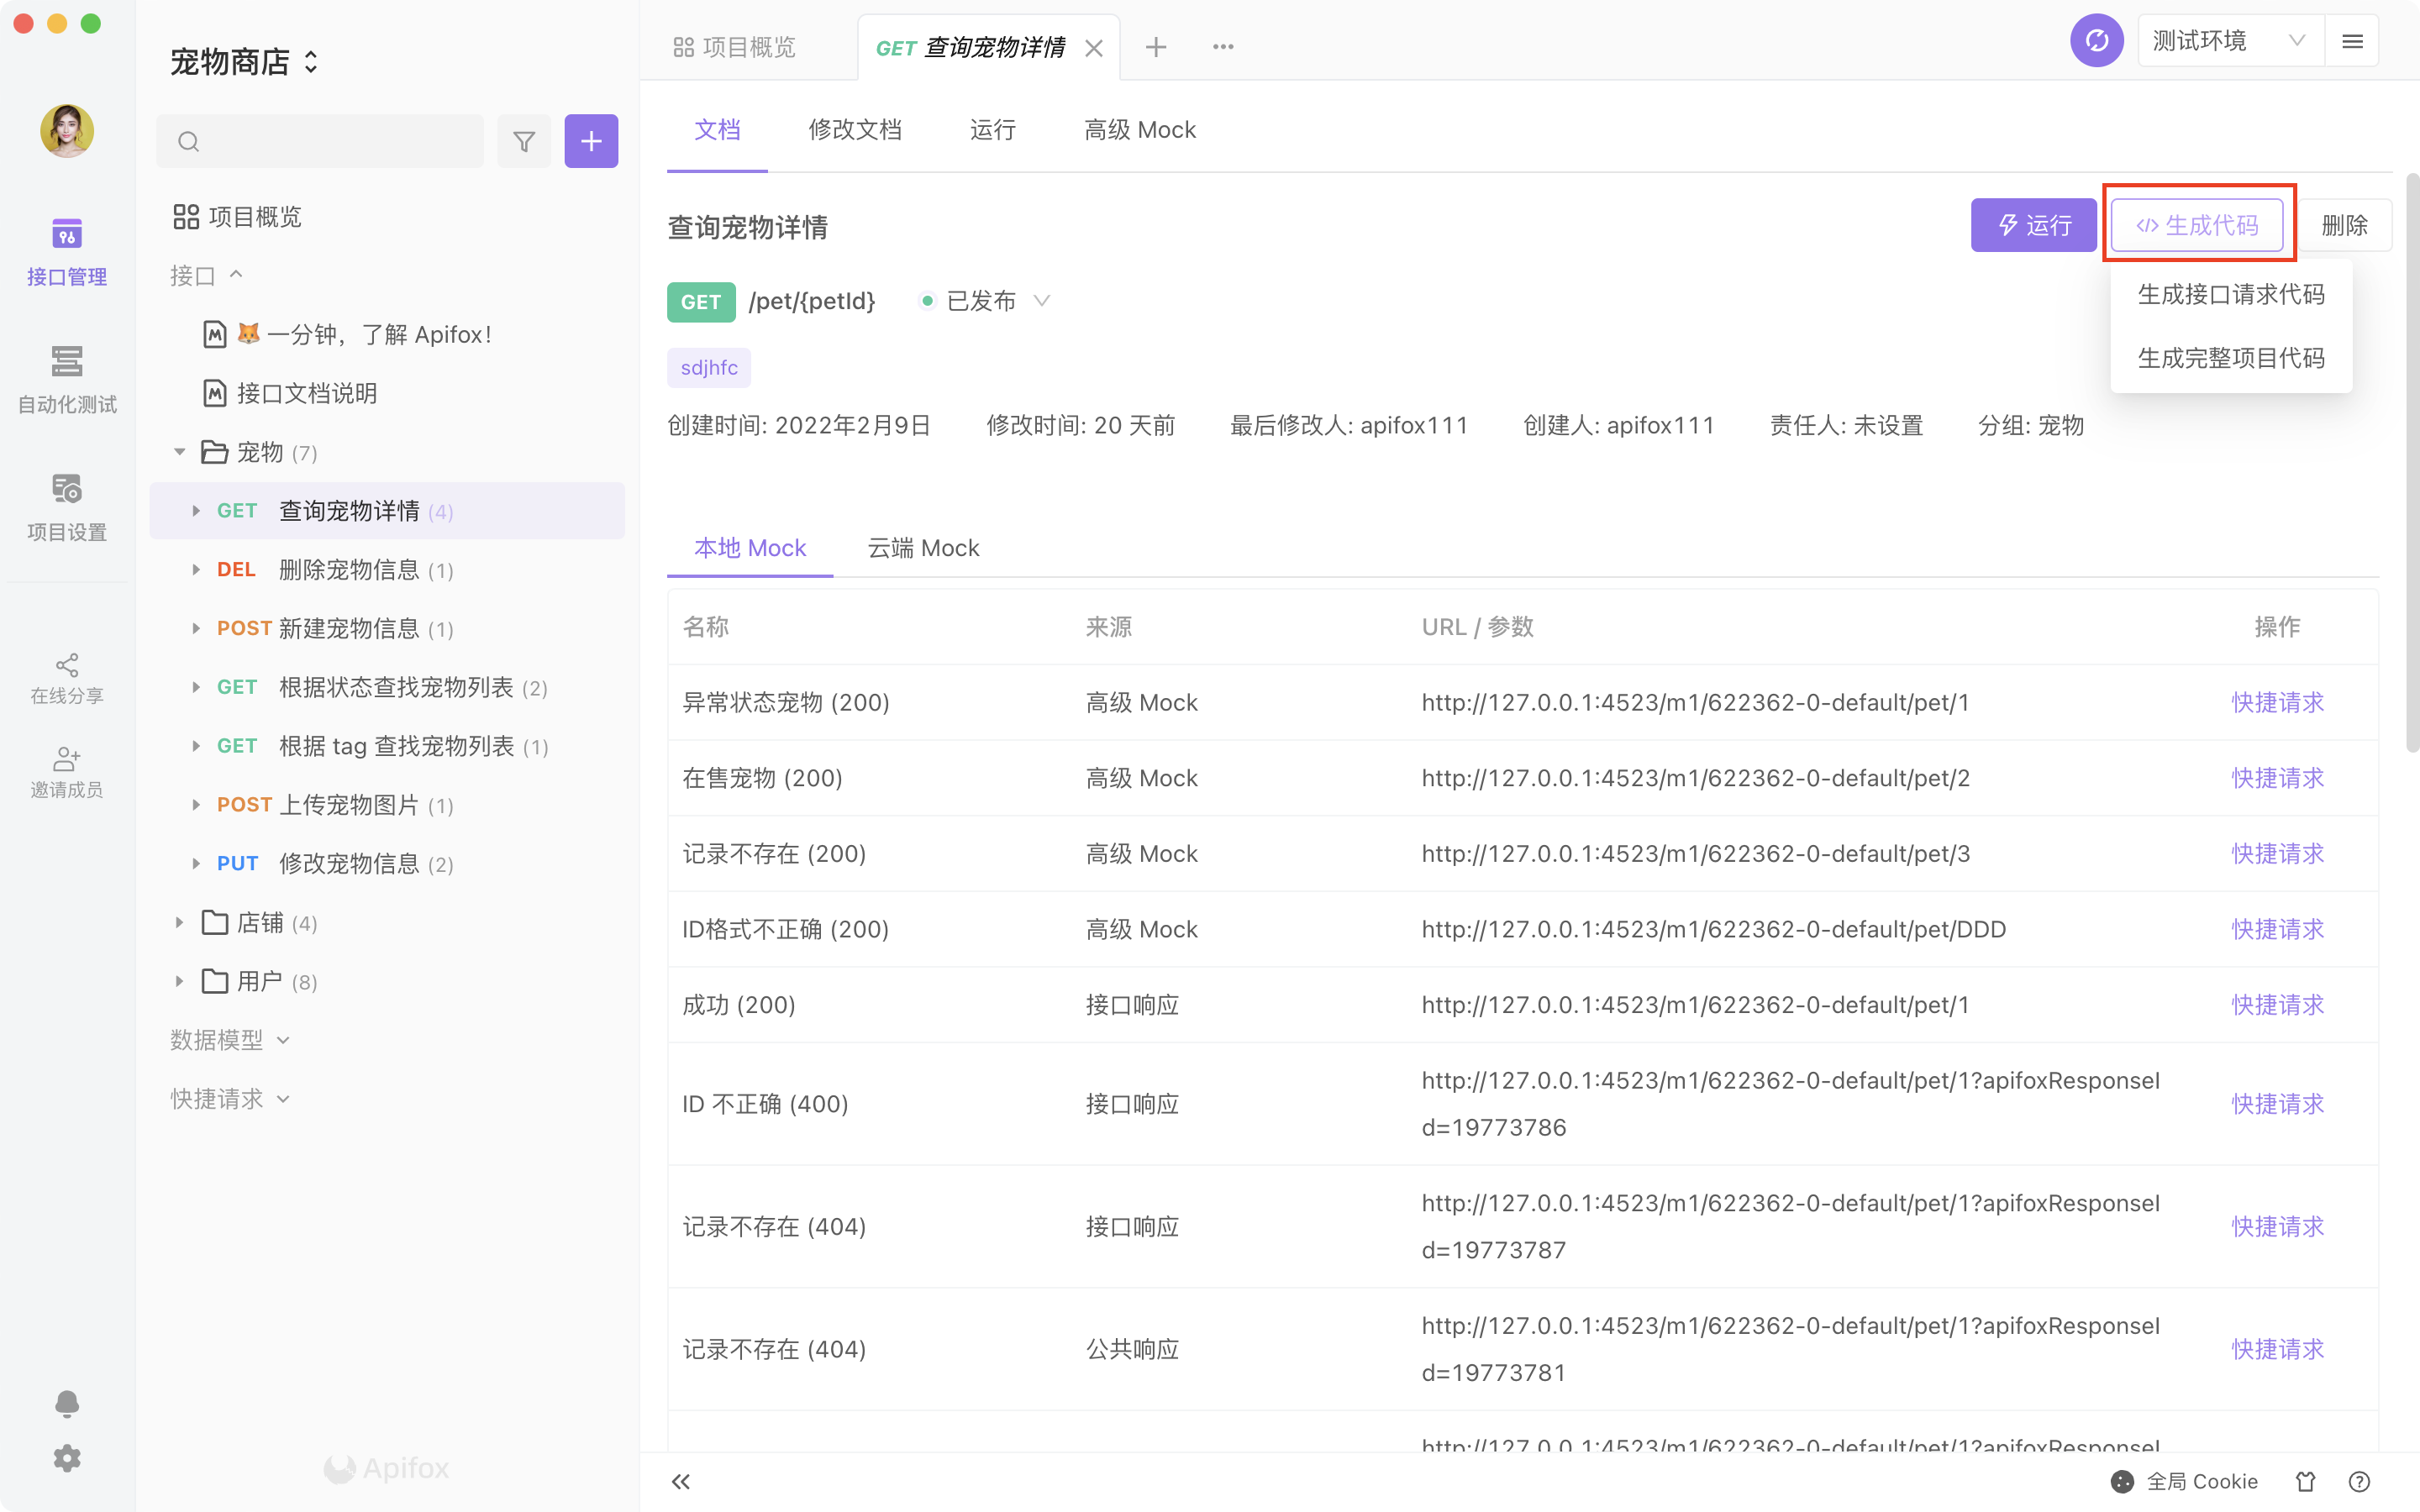 宠物商店
项目概览
GET 查询宠物详情
测试环境
接口管理
自动化测试
项目设置
在线分享
邀请成员
项目概览
接口
一分钟，了解 Apifox！
接口文档说明
宠物 (7)
GET 查询宠物详情 (4)
DEL 删除宠物信息 (1)
POST 新建宠物信息 (1)
GET 根据状态查找宠物列表 (2)
GET 根据 tag 查找宠物列表 (1)
POST 上传宠物图片 (1)
PUT 修改宠物信息 (2)
店铺 (4)
用户 (8)
数据模型
快捷请求
Apifox
文档 修改文档 运行 高级 Mock
查询宠物详情
运行 生成代码 删除
生成接口请求代码
生成完整项目代码
GET /pet/{petId} 已发布
sdjhfc
创建时间: 2022年2月9日 修改时间: 20 天前 最后修改人: apifox111 创建人: apifox111 责任人: 未设置 分组: 宠物
本地 Mock 云端 Mock
名称 来源 URL / 参数 操作
异常状态宠物 (200) 高级 Mock http://127.0.0.1:4523/m1/622362-0-default/pet/1 快捷请求
在售宠物 (200) 高级 Mock http://127.0.0.1:4523/m1/622362-0-default/pet/2 快捷请求
记录不存在 (200) 高级 Mock http://127.0.0.1:4523/m1/622362-0-default/pet/3 快捷请求
ID格式不正确 (200) 高级 Mock http://127.0.0.1:4523/m1/622362-0-default/pet/DDD 快捷请求
成功 (200) 接口响应 http://127.0.0.1:4523/m1/622362-0-default/pet/1 快捷请求
ID 不正确 (400) 接口响应 http://127.0.0.1:4523/m1/622362-0-default/pet/1?apifoxResponseI
d=19773786 快捷请求
记录不存在 (404) 接口响应 http://127.0.0.1:4523/m1/622362-0-default/pet/1?apifoxResponseI
d=19773787 快捷请求
记录不存在 (404) 公共响应 http://127.0.0.1:4523/m1/622362-0-default/pet/1?apifoxResponseI
d=19773781 快捷请求
http://127.0.0.1:4523/m1/622362-0-default/pet/1?apifoxResponseI
全局 Cookie